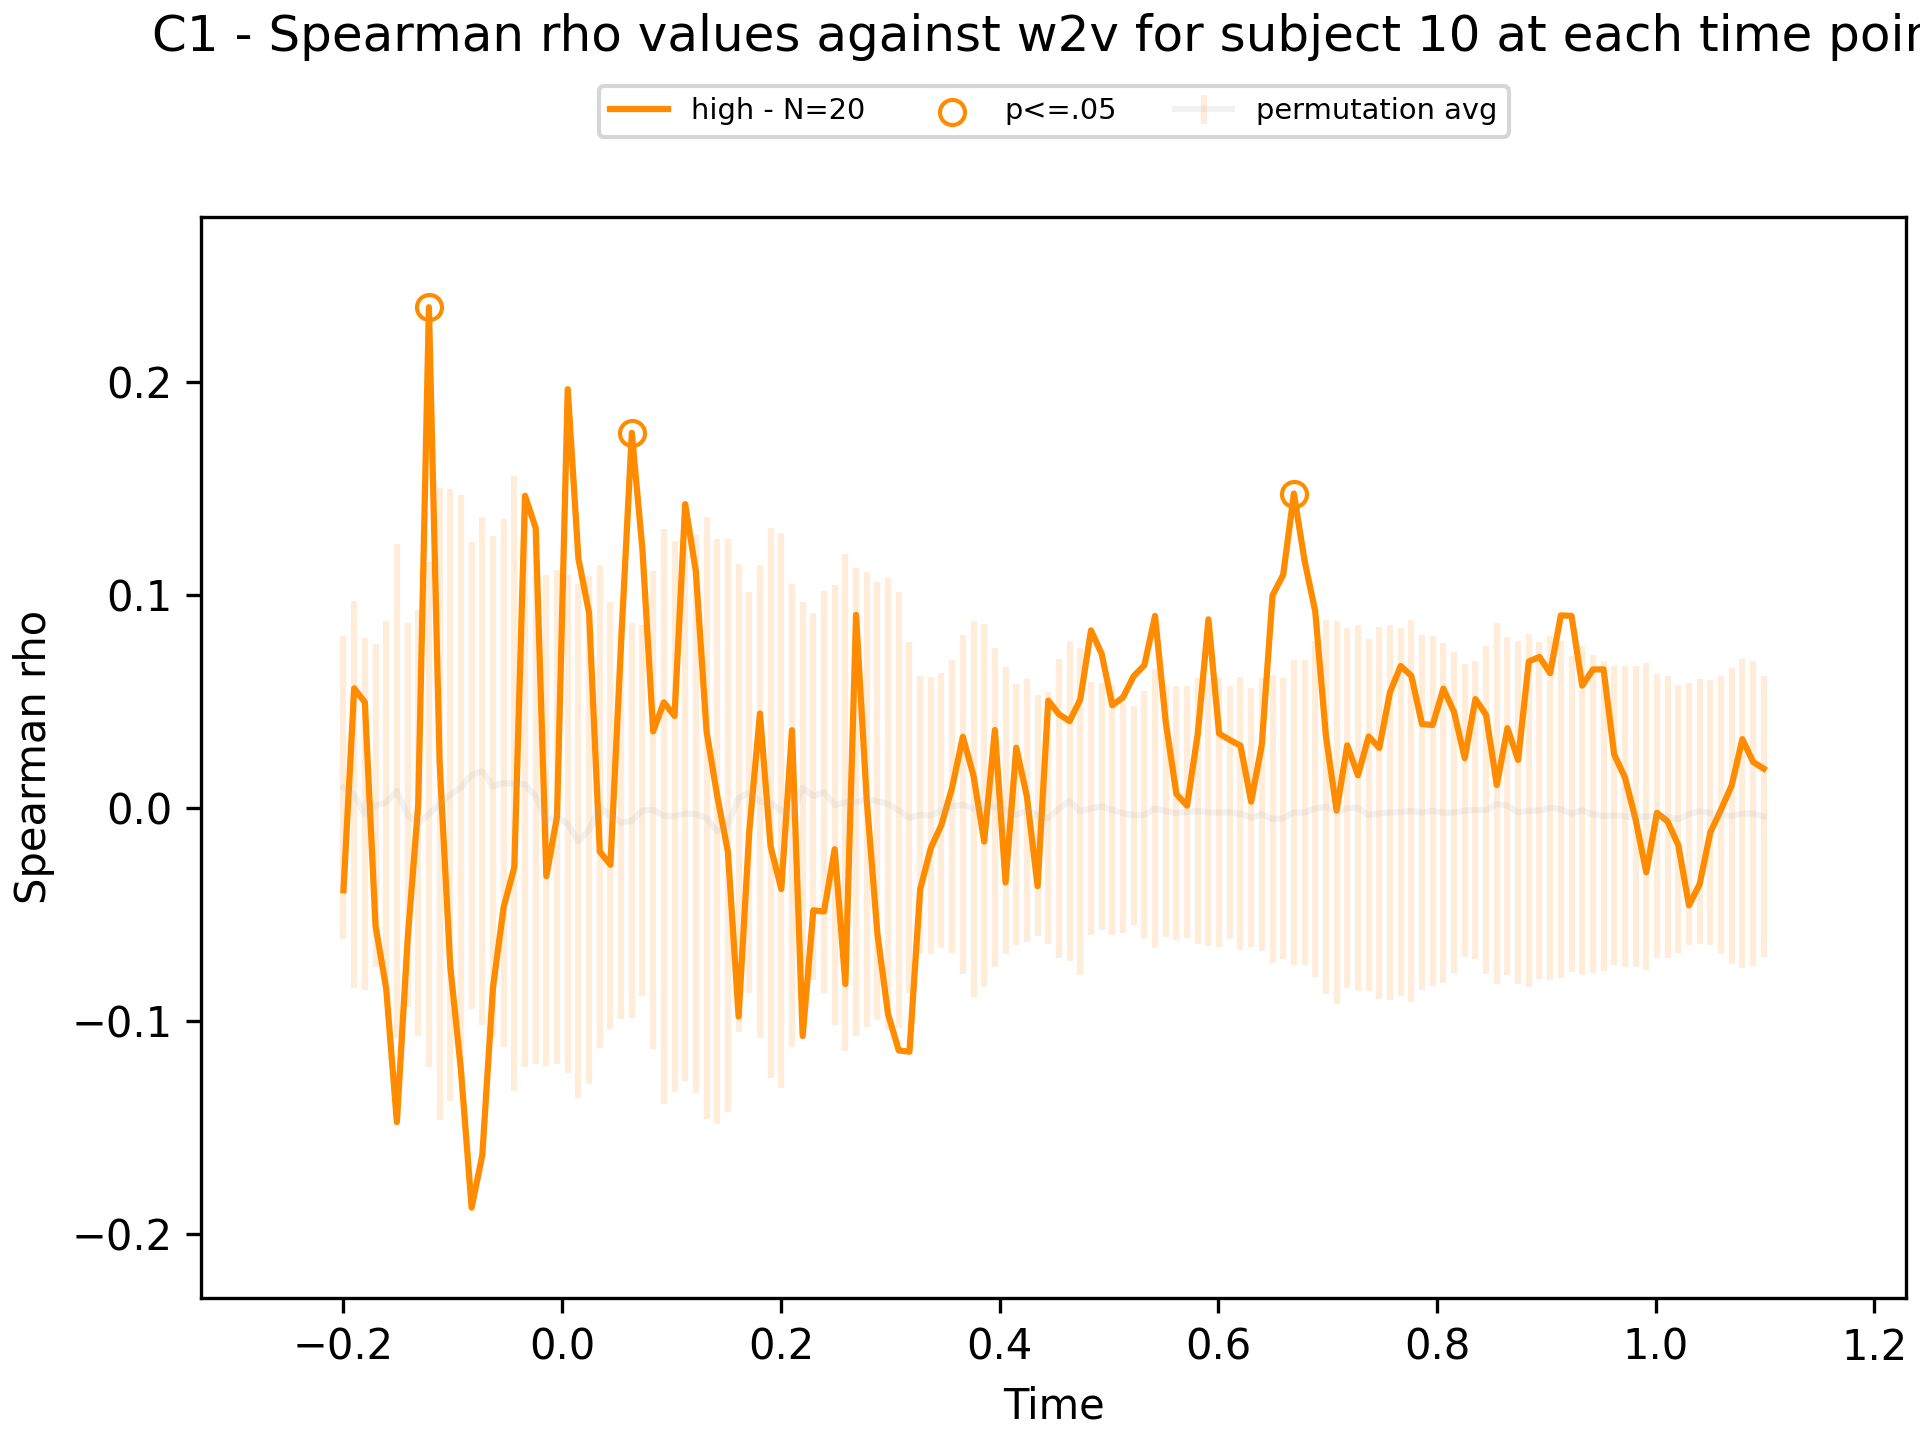 C1 - Spearman rho values against w2v for subject 10 at each time poin
high - N=20 p<=.05 permutation avg
Spearman rho
0.2
0.1
0.0
−0.1
−0.2
−0.2 0.0 0.2 0.4 0.6 0.8 1.0 1.2
Time